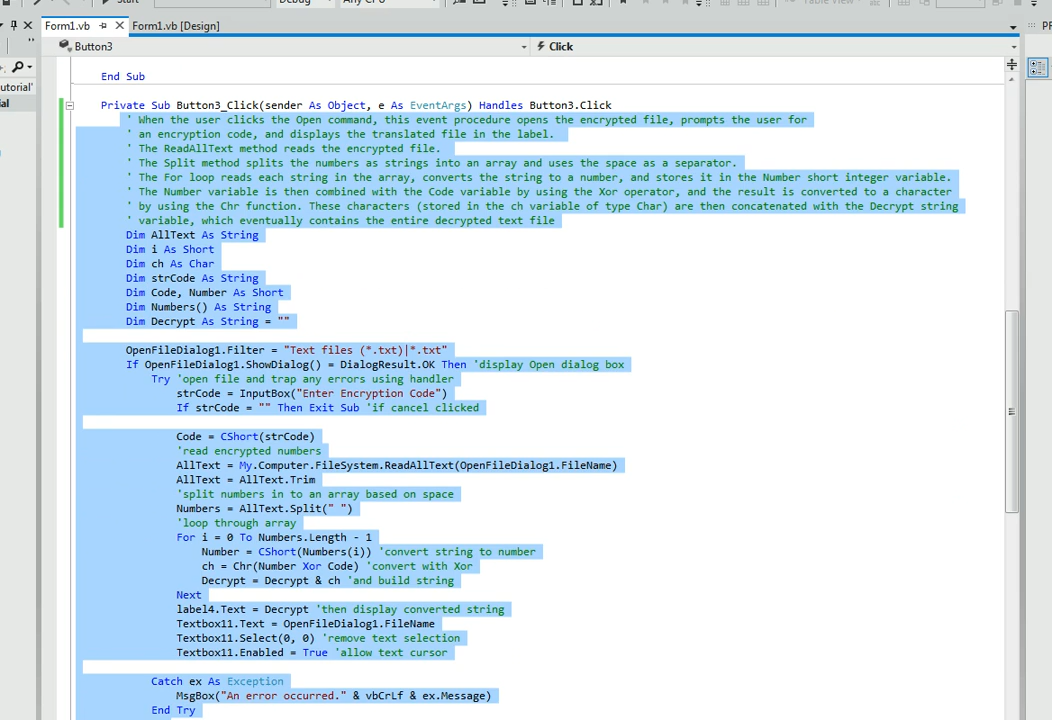 Form1.vb
Form1.vb [Design]
Button3
Click
utorial'
ial
End Sub
Private Sub Button3_Click(sender As Object, e As EventArgs) Handles Button3.Click
' When the user clicks the Open command, this event procedure opens the encrypted file, prompts the user for
' an encryption code, and displays the translated file in the label.
' The ReadAllText method reads the encrypted file.
' The Split method splits the numbers as strings into an array and uses the space as a separator.
' The For loop reads each string in the array, converts the string to a number, and stores it in the Number short integer variable.
' The Number variable is then combined with the Code variable by using the Xor operator, and the result is converted to a character
' by using the Chr function. These characters (stored in the ch variable of type Char) are then concatenated with the Decrypt string
' variable, which eventually contains the entire decrypted text file
Dim AllText As String
Dim i As Short
Dim ch As Char
Dim strCode As String
Dim Code, Number As Short
Dim Numbers() As String
Dim Decrypt As String = ""
OpenFileDialog1.Filter = "Text files (*.txt)|*.txt"
If OpenFileDialog1.ShowDialog() = DialogResult.OK Then 'display Open dialog box
Try 'open file and trap any errors using handler
strCode = InputBox("Enter Encryption Code")
If strCode = "" Then Exit Sub 'if cancel clicked
Code = CShort(strCode)
'read encrypted numbers
AllText = My.Computer.FileSystem.ReadAllText(OpenFileDialog1.FileName)
AllText = AllText.Trim
'split numbers in to an array based on space
Numbers = AllText.Split(" ")
'loop through array
For i = 0 To Numbers.Length - 1
Number = CShort(Numbers(i)) 'convert string to number
ch = Chr(Number Xor Code) 'convert with Xor
Decrypt = Decrypt & ch 'and build string
Next
label4.Text = Decrypt 'then display converted string
Textbox11.Text = OpenFileDialog1.FileName
Textbox11.Select(0, 0) 'remove text selection
Textbox11.Enabled = True 'allow text cursor
Catch ex As Exception
MsgBox("An error occurred." & vbCrLf & ex.Message)
End Try